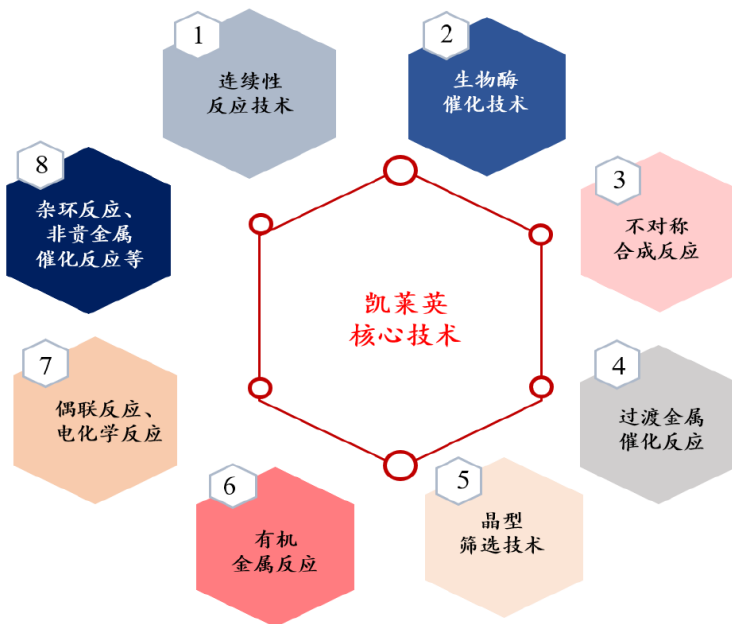 凯莱英
核心技术
1
连续性
反应技术
2
生物酶
催化技术
3
不对称
合成反应
4
过渡金属
催化反应
5
晶型
筛选技术
6
有机
金属反应
7
偶联反应、
电化学反应
8
杂环反应、
非贵金属
催化反应等